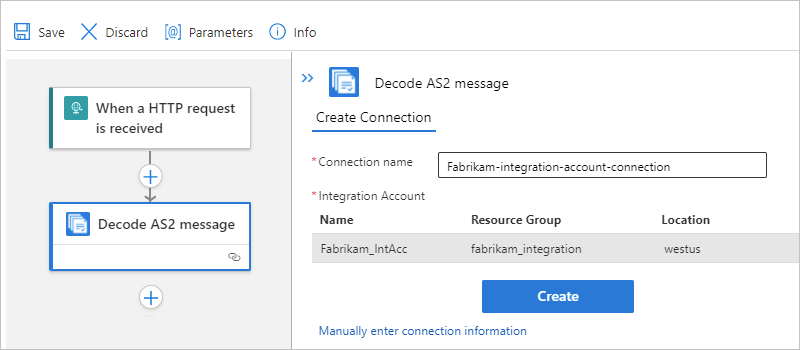 Save Discard Parameters Info
When a HTTP request
is received
Decode AS2 message
Decode AS2 message
Create Connection
* Connection name Fabrikam-integration-account-connection
* Integration Account
Name Resource Group Location
Fabrikam_IntAcc fabrikam_integration westus
Create
Manually enter connection information